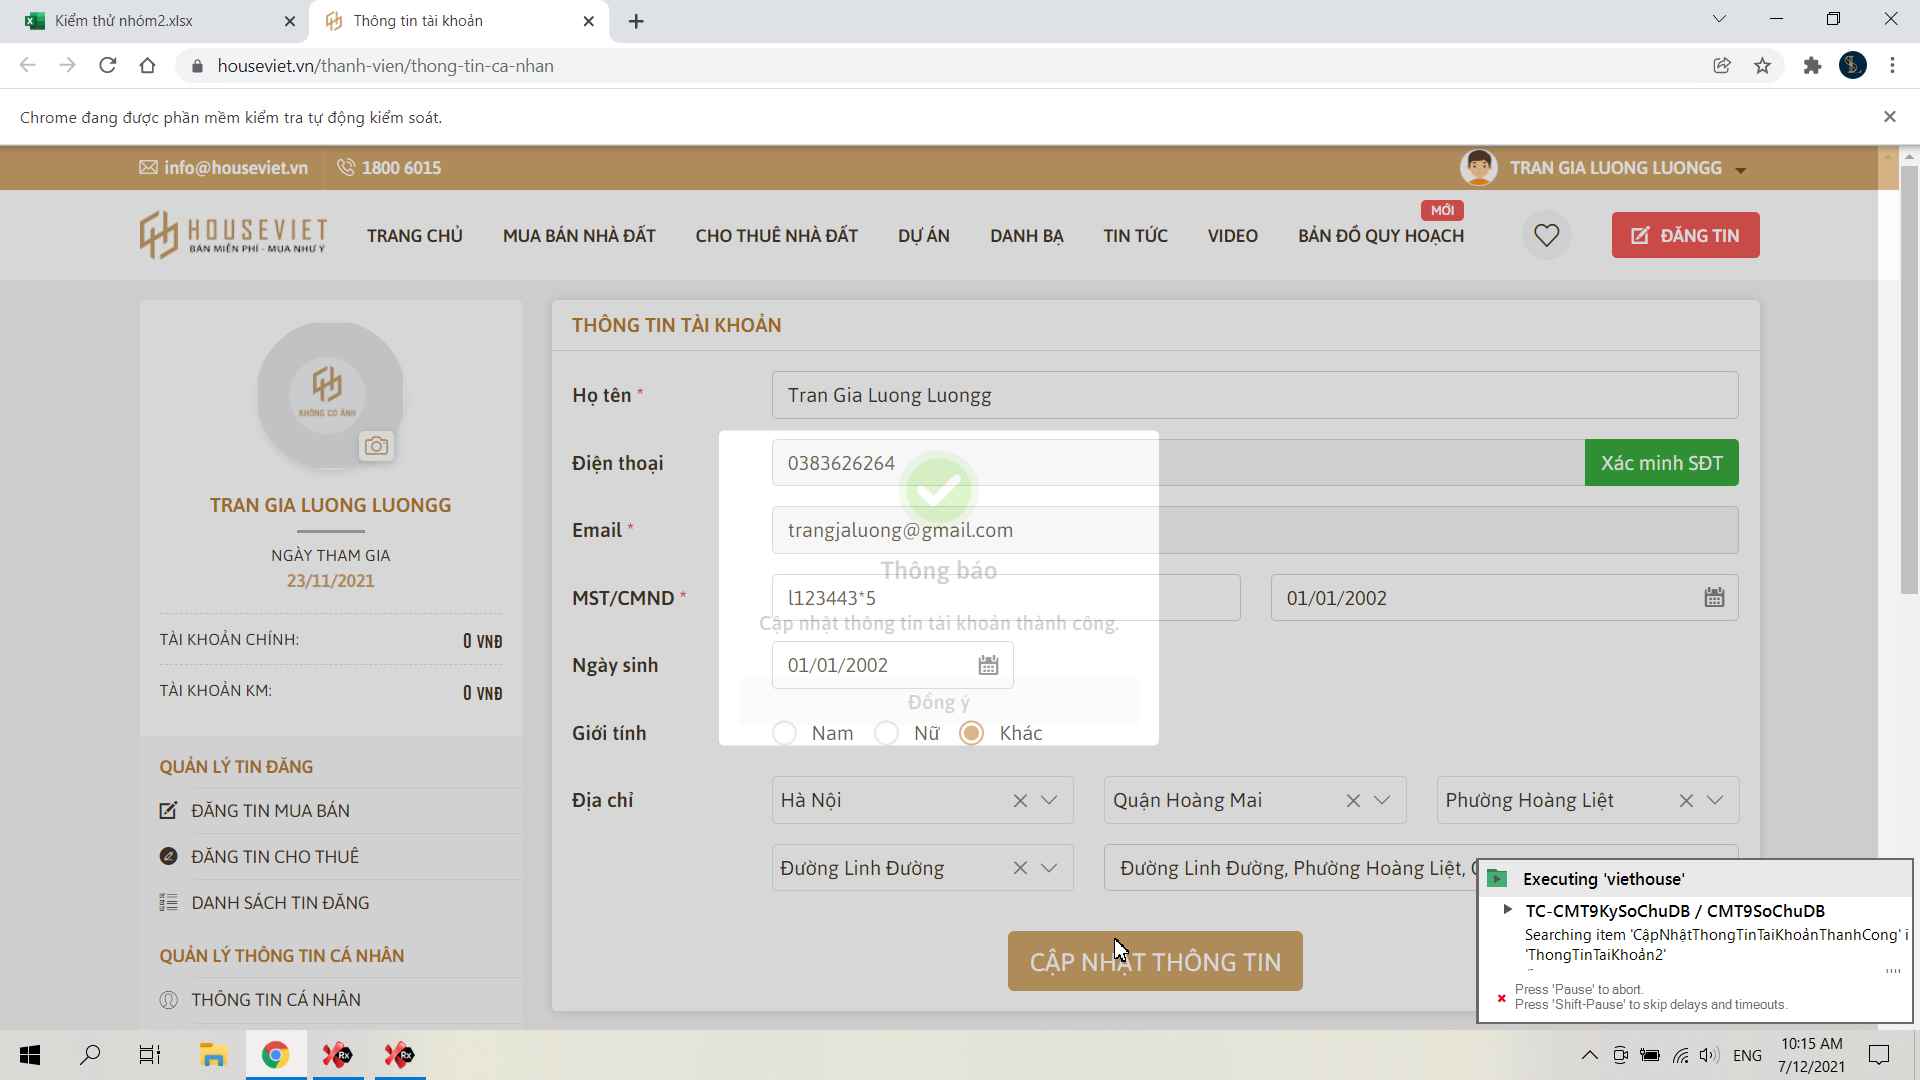 Kiểm thử nhóm2.xlsx
Thông tin tài khoản
houseviet.vn/thanh-vien/thong-tin-ca-nhan
Chrome đang được phần mềm kiểm tra tự động kiểm soát.
info@houseviet.vn
1800 6015
TRAN GIA LUONG LUONGG
HOUSEVIET
BÁN MIỄN PHÍ - MUA NHƯ Ý
TRANG CHỦ
MUA BÁN NHÀ ĐẤT
CHO THUÊ NHÀ ĐẤT
DỰ ÁN
DANH BẠ
TIN TỨC
VIDEO
MỚI
BẢN ĐỒ QUY HOẠCH
ĐĂNG TIN
KHÔNG CÓ ẢNH
TRAN GIA LUONG LUONGG
NGÀY THAM GIA
23/11/2021
TÀI KHOẢN CHÍNH:
0 VNĐ
TÀI KHOẢN KM:
0 VNĐ
QUẢN LÝ TIN ĐĂNG
ĐĂNG TIN MUA BÁN
ĐĂNG TIN CHO THUÊ
DANH SÁCH TIN ĐĂNG
QUẢN LÝ THÔNG TIN CÁ NHÂN
THÔNG TIN CÁ NHÂN
THÔNG TIN TÀI KHOẢN
Họ tên *
Tran Gia Luong Luongg
Điện thoại
0383626264
Xác minh SĐT
Email *
trangjaluong@gmail.com
Thông báo
MST/CMND *
l123443*5
01/01/2002
Cập nhật thông tin tài khoản thành công.
Ngày sinh
01/01/2002
Đồng ý
Giới tính
Nam
Nữ
Khác
Địa chỉ
Hà Nội
Quận Hoàng Mai
Phường Hoàng Liệt
Đường Linh Đường
Đường Linh Đường, Phường Hoàng Liệt,
CẬP NHẬT THÔNG TIN
Executing 'viethouse'
TC-CMT9KySoChuDB / CMT9SoChuDB
Searching item 'CậpNhậtThongTinTaiKhoảnThanhCong' i
'ThongTinTaiKhoản2'
Press 'Pause' to abort.
Press 'Shift-Pause' to skip delays and timeouts.
Rx
Rx
ENG
10:15 AM
7/12/2021